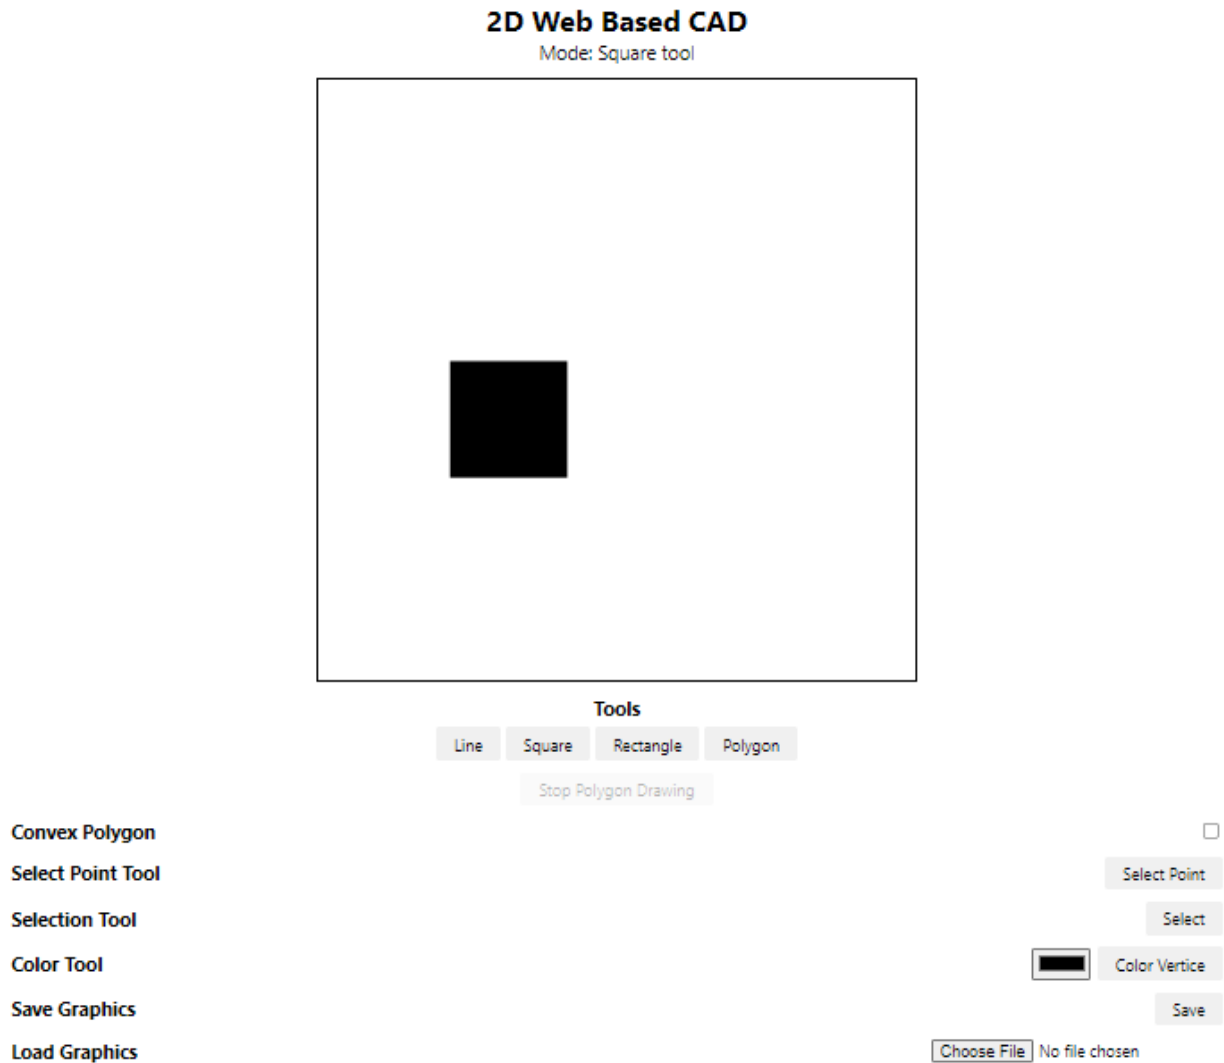 2D Web Based CAD
Mode: Square tool
Tools
Line Square Rectangle Polygon
Stop Polygon Drawing
Convex Polygon
Select Point Tool Select Point
Selection Tool Select
Color Tool Color Vertice
Save Graphics Save
Load Graphics Choose File No file chosen